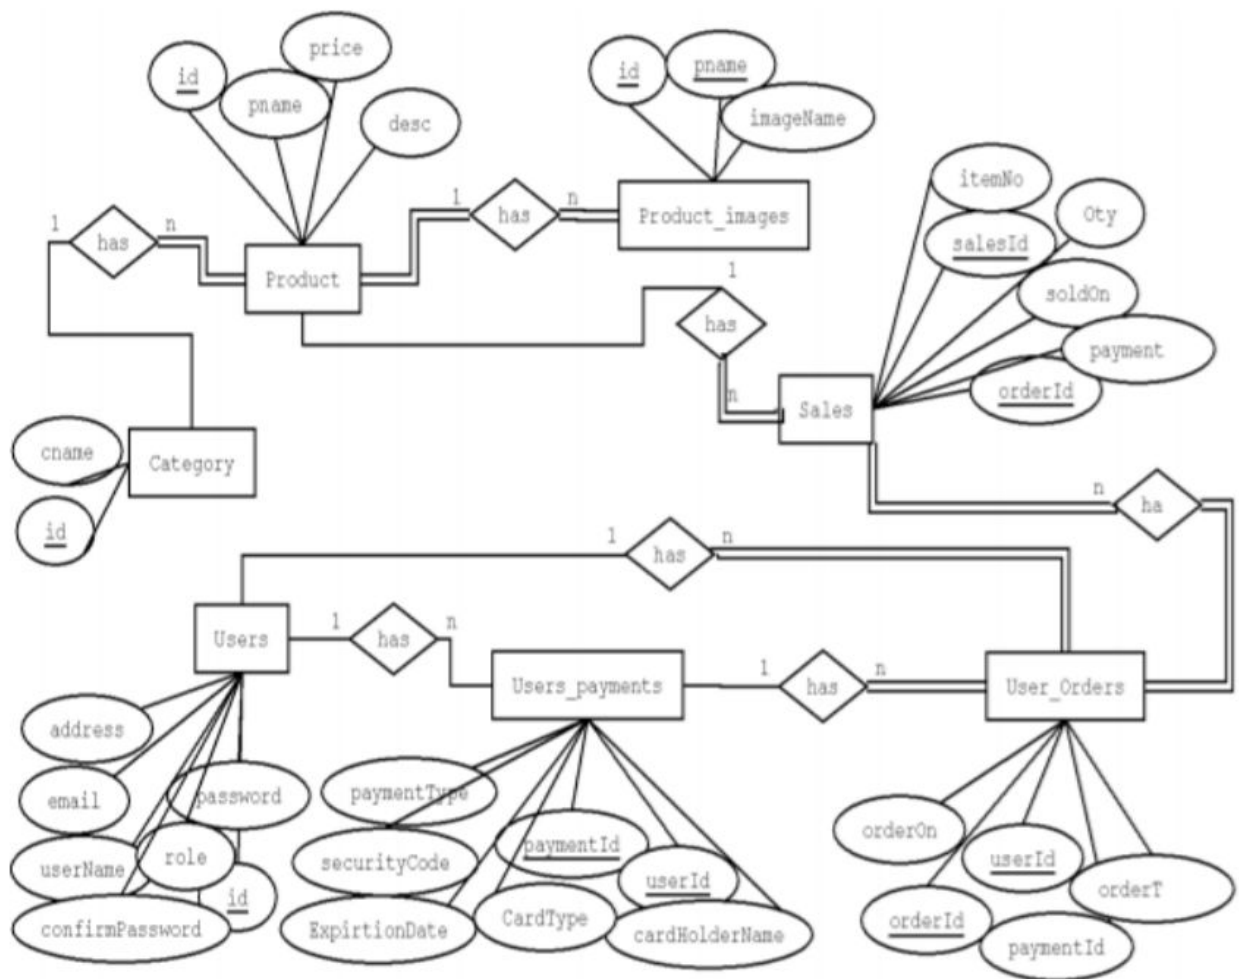 price
id
pname
desc
id
pname
imageName
itemNo
Qty
salesId
soldOn
payment
orderId
1
has
n
Product
1
has
n
Product_images
1
has
n
Sales
cname
Category
id
n
ha
1
has
n
Users
1
has
n
Users_payments
1
has
n
User_Orders
address
email
password
userName
role
id
confirmPassword
paymentType
securityCode
paymentId
userId
ExpirtionDate
CardType
cardHolderName
orderOn
userId
orderT
orderId
paymentId